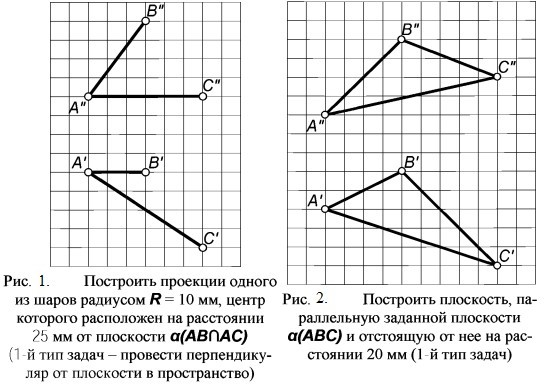 B"
A"
C"
A'
B'
C'
B"
C"
A"
B'
A'
C'
Рис. 1. Построить проекции одного
из шаров радиусом R = 10 мм, центр
которого расположен на расстоянии
25 мм от плоскости α(AB∩AC)
(1-й тип задач – провести перпендику-
ляр от плоскости в пространство)
Рис. 2. Построить плоскость, па-
раллельную заданной плоскости
α(ABC) и отстоящую от нее на рас-
стоянии 20 мм (1-й тип задач)